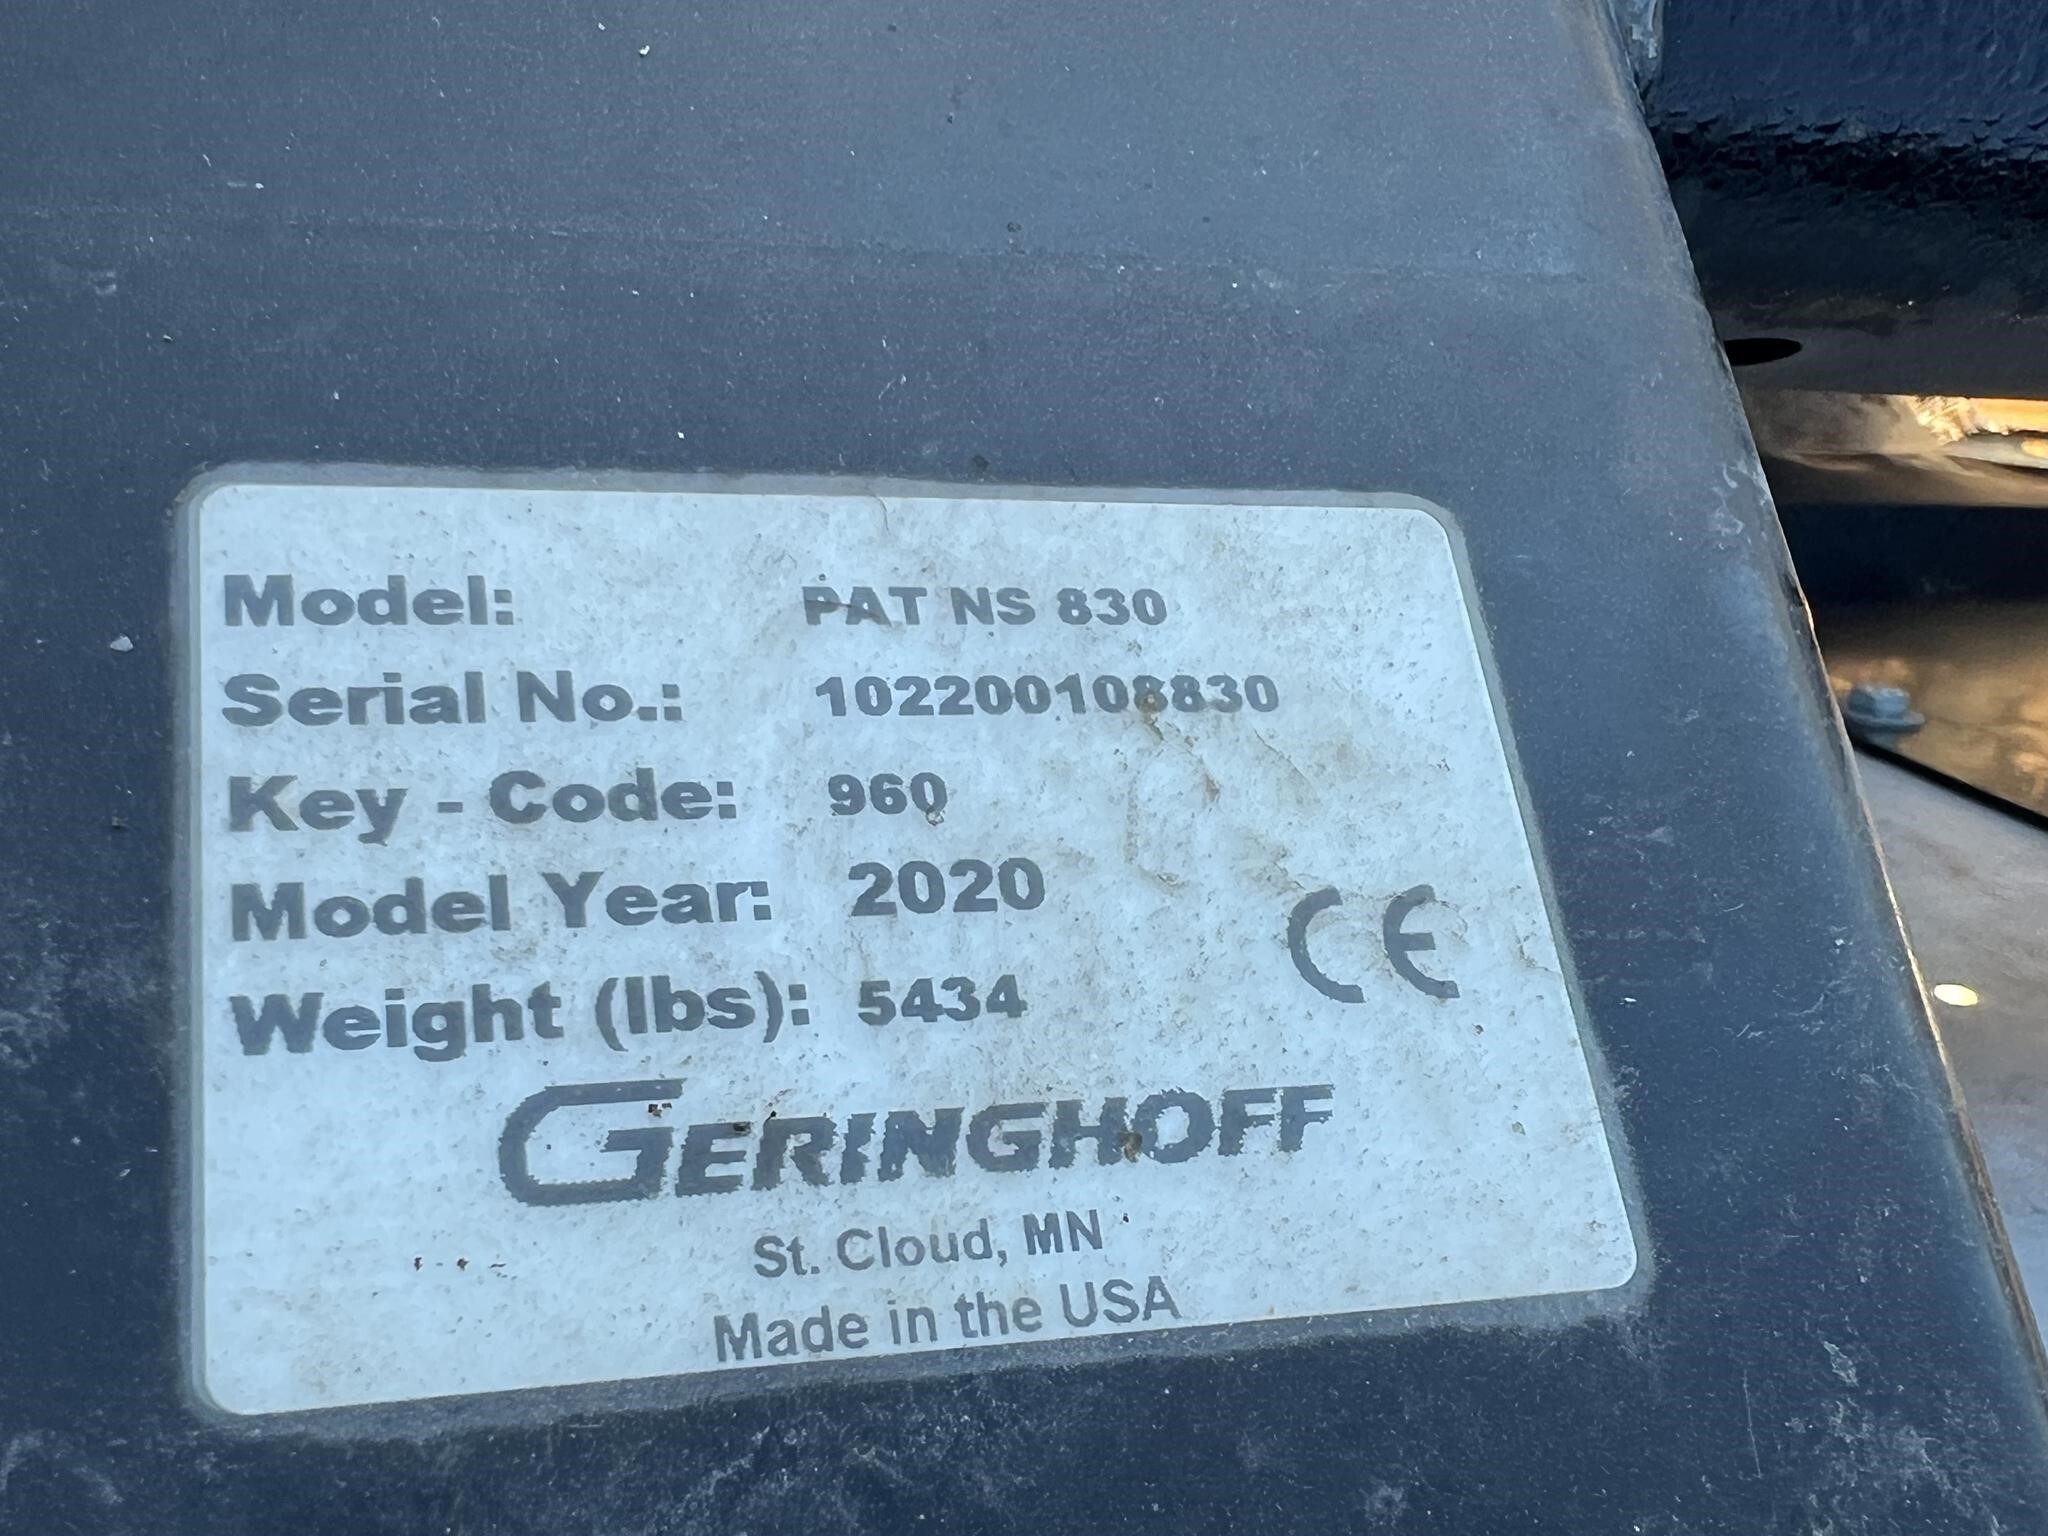 Model: PAT NS 830
Serial No.: 102200108830
Key - Code: 960
Model Year: 2020
Weight (lbs): 5434
CE
GERINGHOFF
St. Cloud, MN
Made in the USA